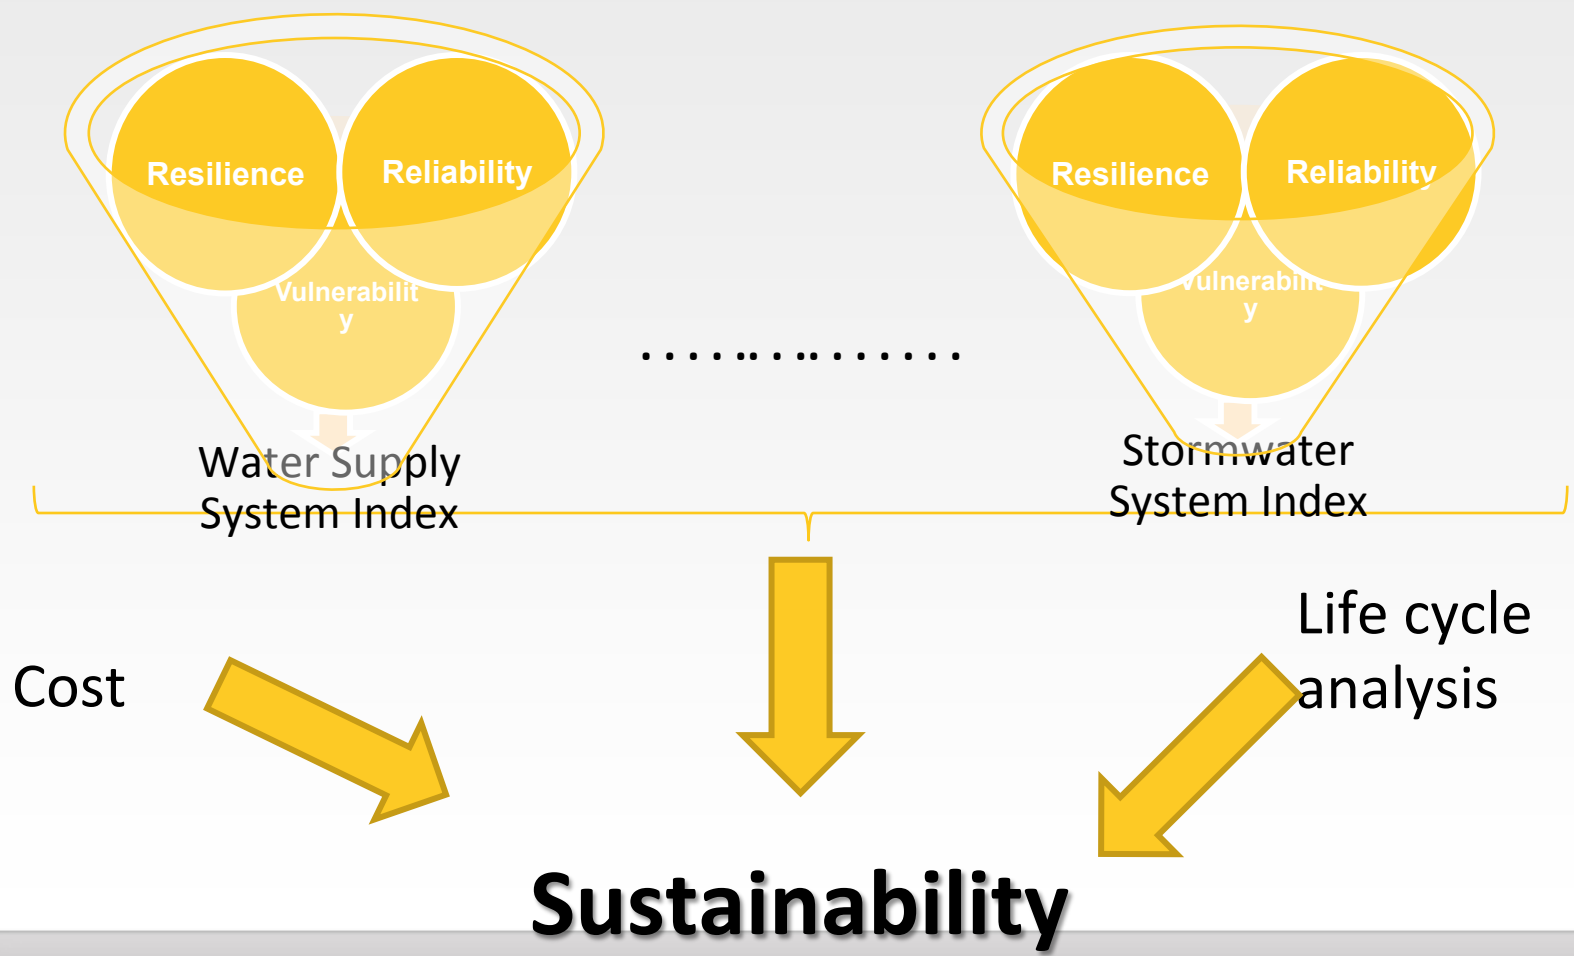 Resilience
Reliability
Vulnerabilit
y
Water Supply
System Index
. . . . .. . .. . . . . . .
Resilience
Reliability
Vulnerabilit
y
Stormwater
System Index
Cost
Life cycle
analysis
Sustainability